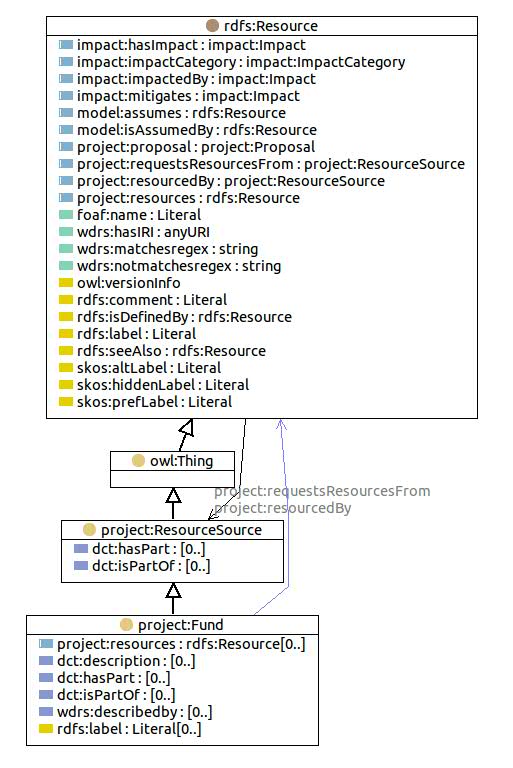 rdfs:Resource
impact:hasImpact : impact:Impact
impact:impactCategory : impact:ImpactCategory
impact:impactedBy : impact:Impact
impact:mitigates : impact:Impact
model:assumes : rdfs:Resource
model:isAssumedBy : rdfs:Resource
project:proposal : project:Proposal
project:requestsResourcesFrom : project:ResourceSource
project:resourcedBy : project:ResourceSource
project:resources : rdfs:Resource
foaf:name : Literal
wdrs:hasIRI : anyURI
wdrs:matchesregex : string
wdrs:notmatchesregex : string
owl:versionInfo
rdfs:comment : Literal
rdfs:isDefinedBy : rdfs:Resource
rdfs:label : Literal
rdfs:seeAlso : rdfs:Resource
skos:altLabel : Literal
skos:hiddenLabel : Literal
skos:prefLabel : Literal
owl:Thing
project:requestsResourcesFrom
project:resourcedBy
project:ResourceSource
dct:hasPart : [0..]
dct:isPartOf : [0..]
project:Fund
project:resources : rdfs:Resource[0..]
dct:description : [0..]
dct:hasPart : [0..]
dct:isPartOf : [0..]
wdrs:describedby : [0..]
rdfs:label : Literal[0..]